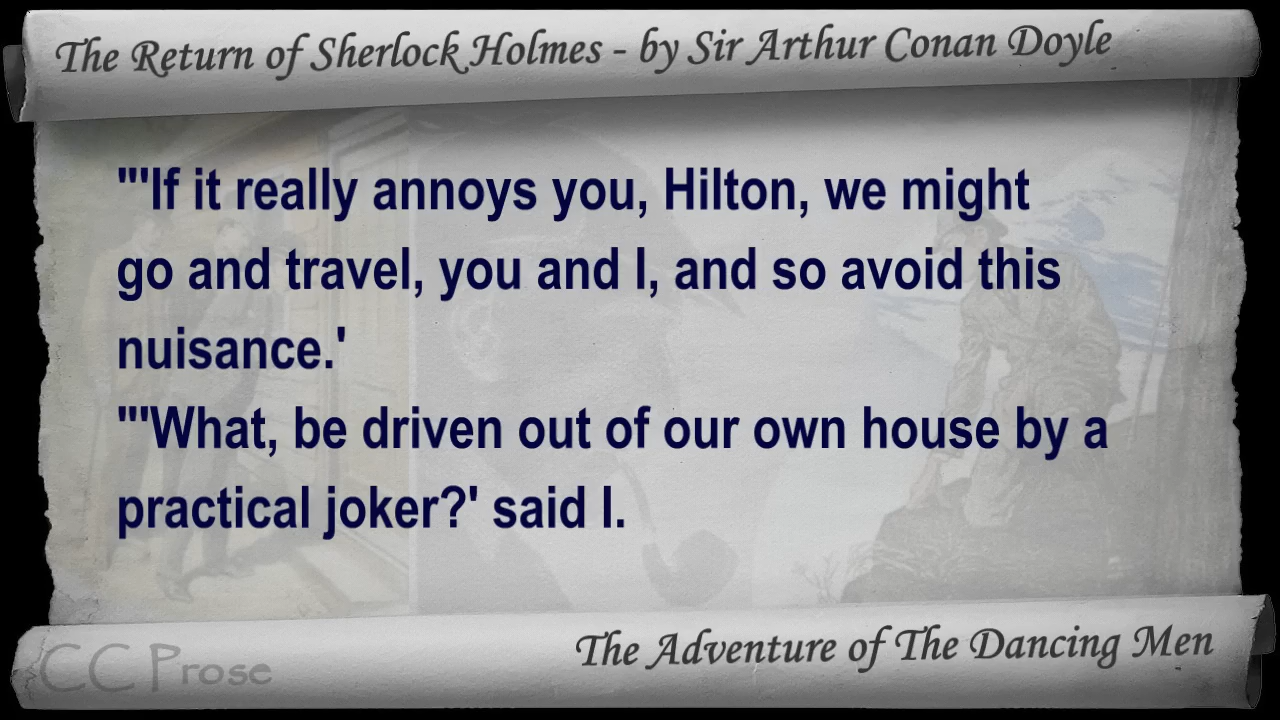 The Return of Sherlock Holmes - by Sir Arthur Conan Doyle
"'If it really annoys you, Hilton, we might
go and travel, you and I, and so avoid this
nuisance.'
"'What, be driven out of our own house by a
practical joker?' said I.
The Adventure of The Dancing Men
CC Prose